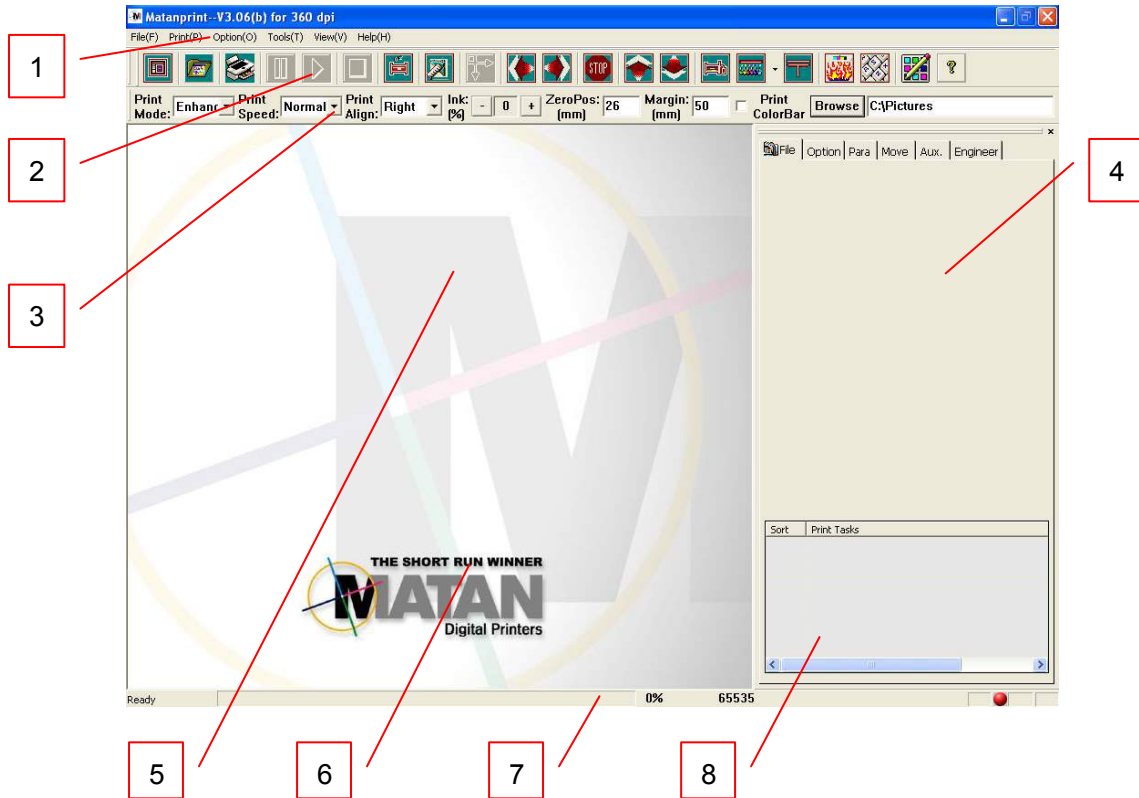 Matanprint--V3.06(b) for 360 dpi
File(F) Print(P) Option(O) Tools(T) View(V) Help(H)
1
STOP
?
Print Mode: Enhanc Print Speed: Normal Print Align: Right Ink: (%) - 0 + ZeroPos: (mm) 26 Margin: (mm) 50 Print ColorBar Browse C:\Pictures
2
File Option Para Move Aux. Engineer
4
3
Sort Print Tasks
THE SHORT RUN WINNER
MATAN
Digital Printers
Ready 0% 65535
5 6 7 8